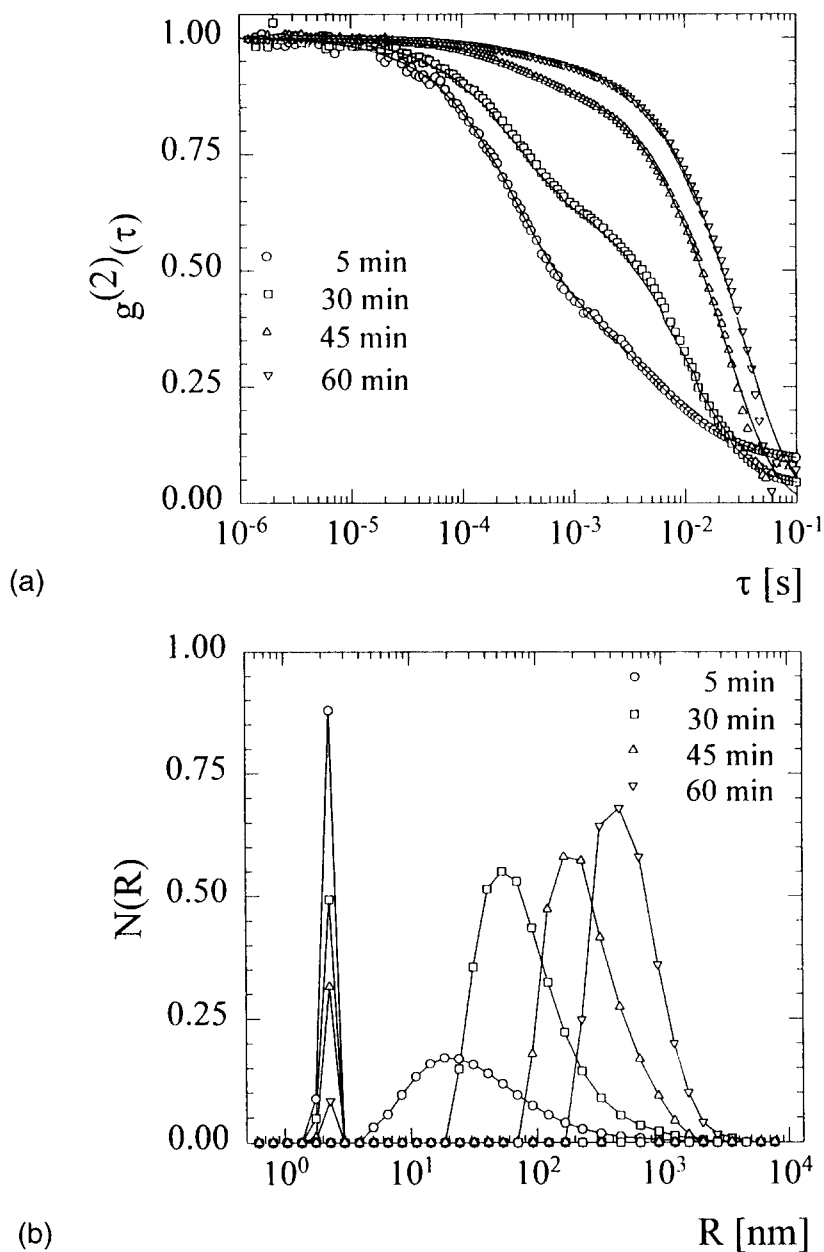 1.00
0.75
0.50
0.25
0.00
g(2)(τ)
5 min
30 min
45 min
60 min
10-6 10-5 10-4 10-3 10-2 10-1
(a) τ [s]
1.00
0.75
0.50
0.25
0.00
N(R)
5 min
30 min
45 min
60 min
10⁰ 10¹ 10² 10³ 10⁴
(b) R [nm]